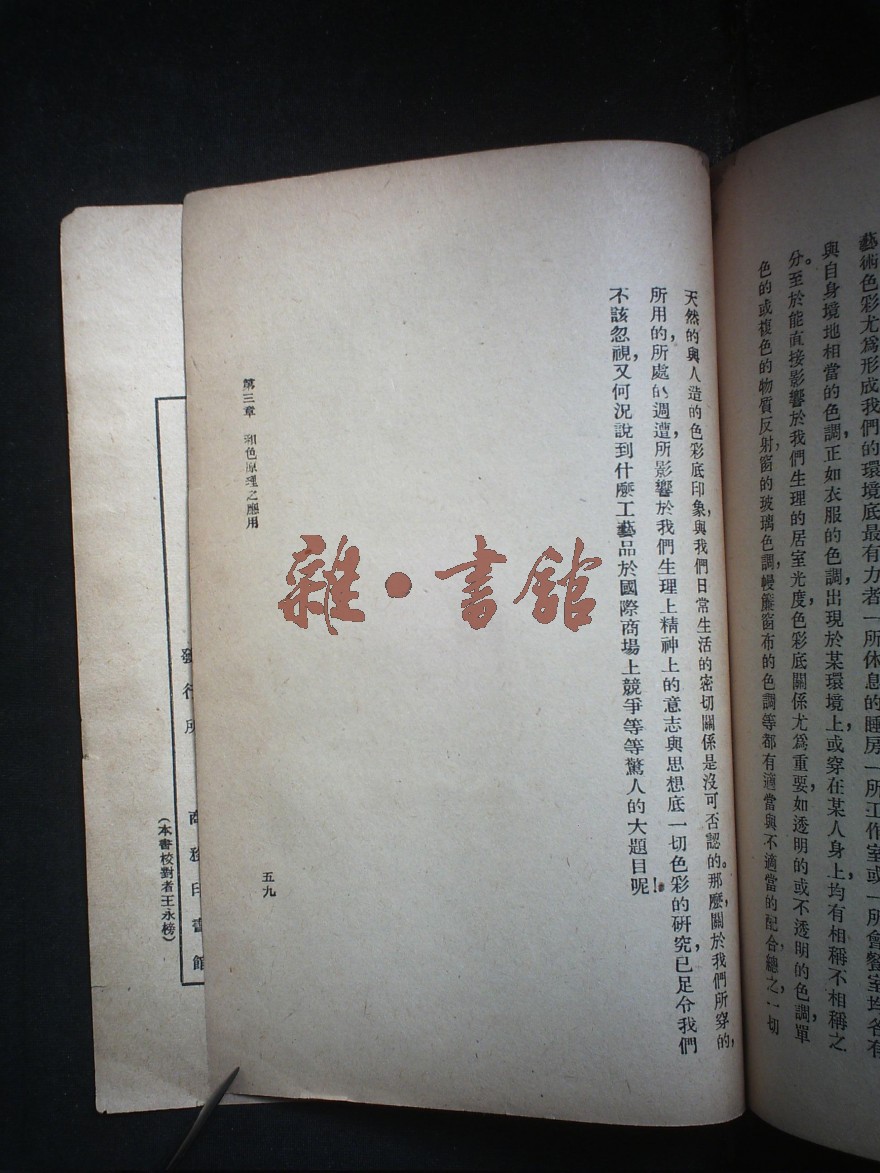 藝術色彩尤爲形成我們的環境底最有力者一所休息的睡房一所工作室或一所會餐室均各有
與自身境地相當的色調,正如衣服的色調,出現於某環境上,或穿在某人身上,均有相稱不相稱之
分。至於能直接影響於我們生理的居室光度,色彩底關係尤爲重要,如透明的或不透明的色調,單
色的或複色的物質反射,窗的玻璃色調,幔簾窗布的色調等,都有適當與不適當的配合,總之,一切
天然的與人造的色彩底印象,與我們日常生活的密切關係是沒可否認的。那麼,關於我們所穿的,
所用的,所處的週遭,所影響於我們生理上精神上的意志與思想底一切色彩的研究,已足令我們
不該忽視,又何況說到什麼工藝品於國際商場上競爭等等驚人的大題目呢!
第三章 和色原理之應用
五九
雜·書館
發行所 商務印書館
(本書校對者王永榜)